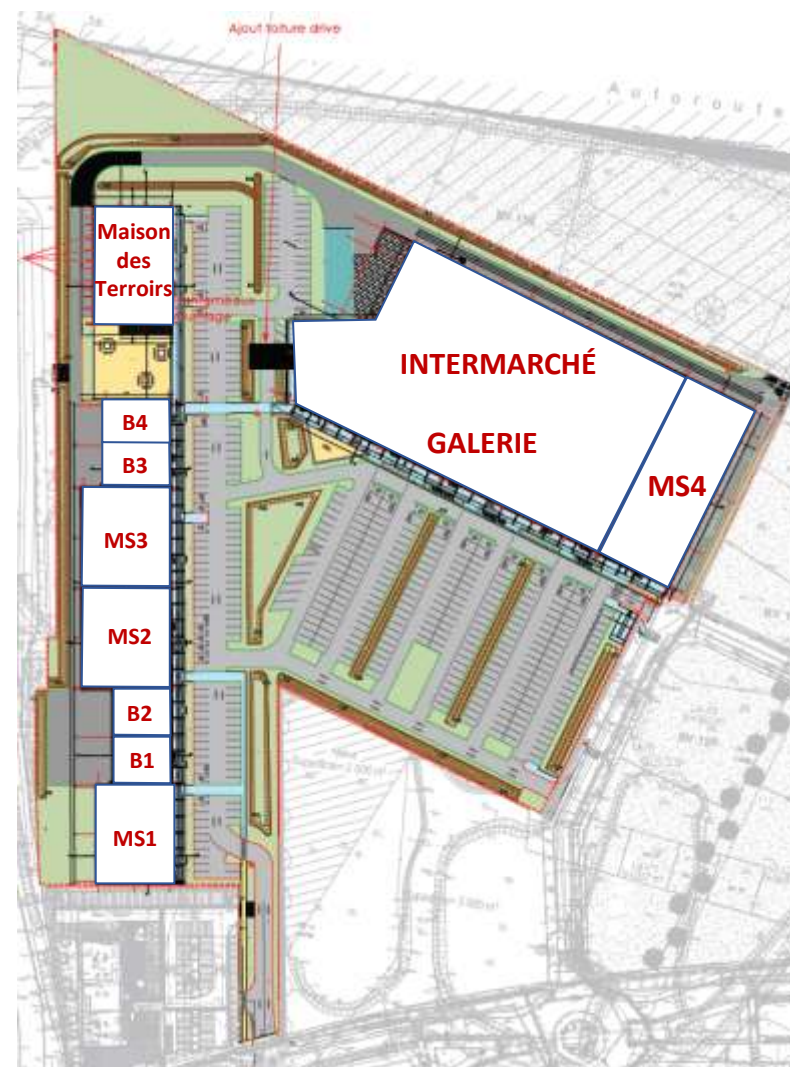 Ajout toiture drive
Autoroute
Maison
des
Terroirs
INTERMARCHÉ
GALERIE
MS4
B4
B3
MS3
MS2
B2
B1
MS1